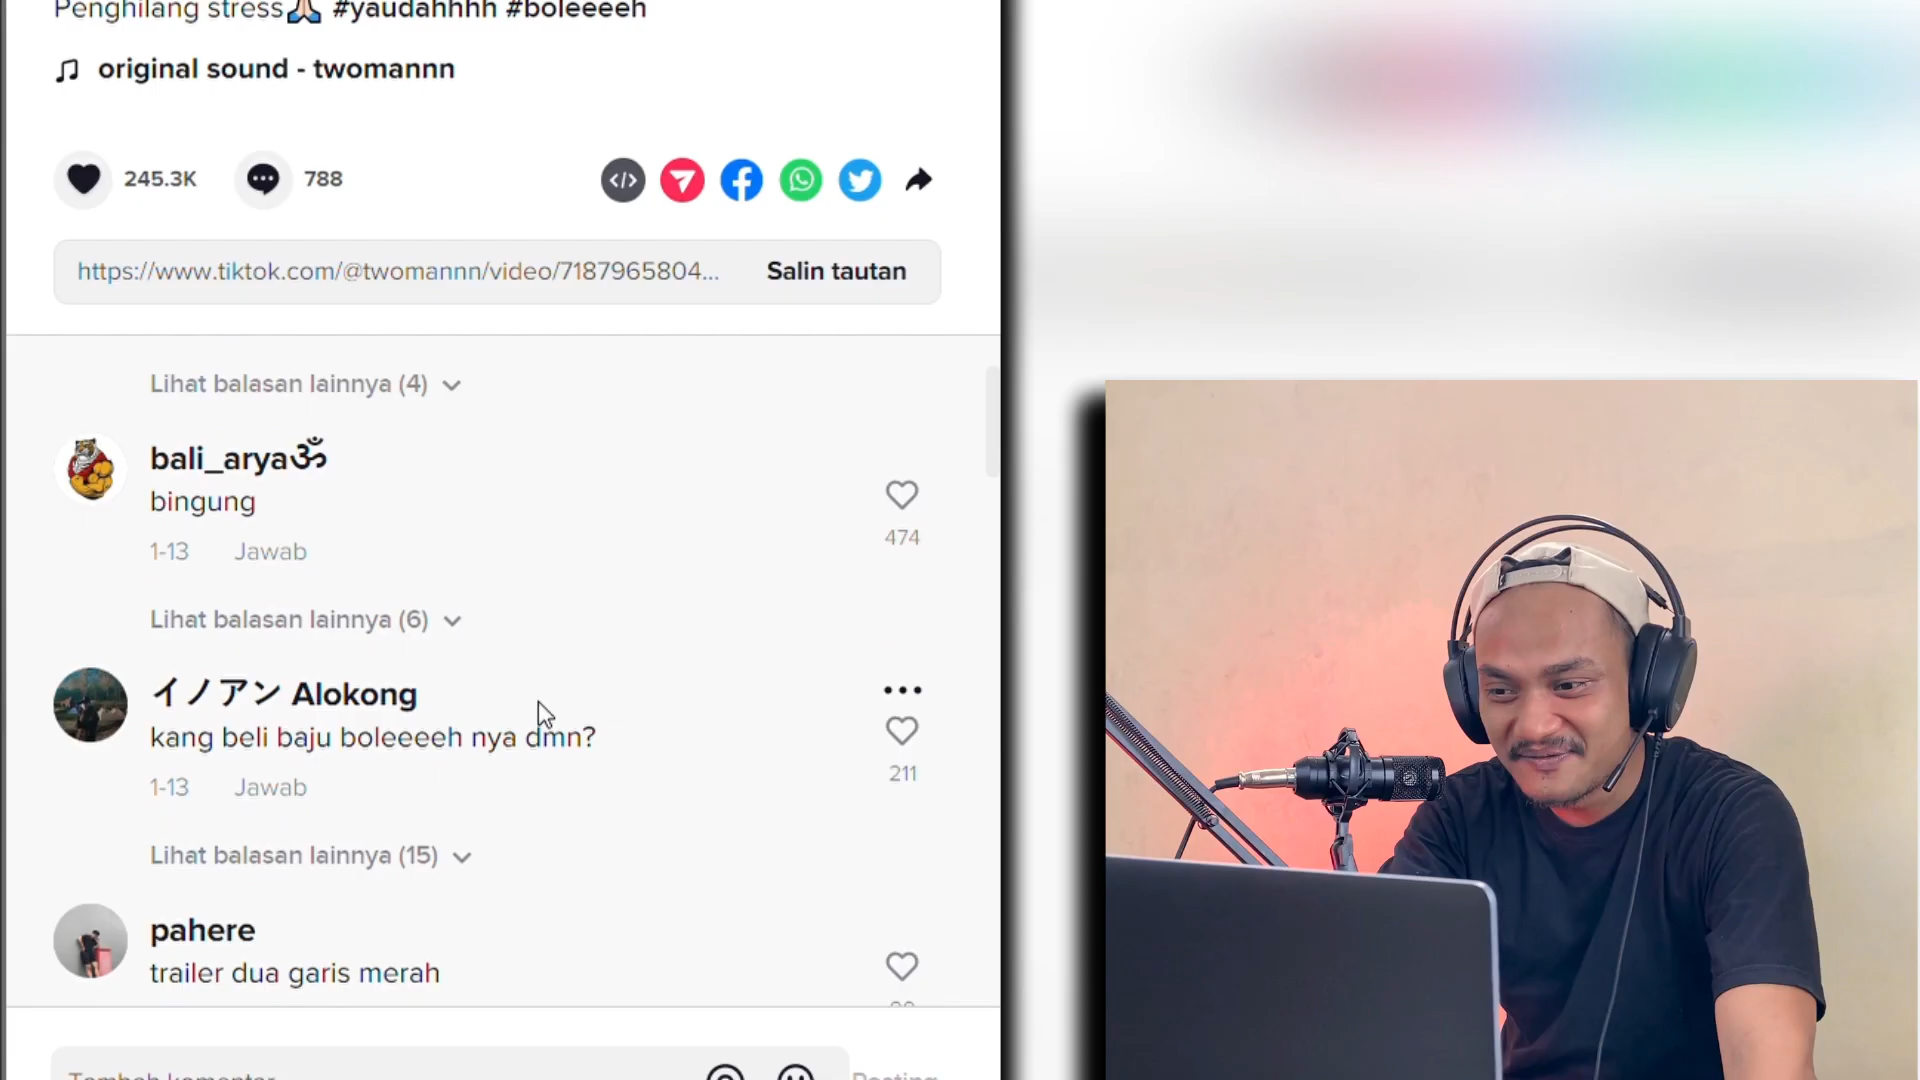 Penghilang stress🙏🏻 #yaudahhhh #boleeeeh
original sound - twomannn
245.3K
788
https://www.tiktok.com/@twomannn/video/7187965804...
Salin tautan
Lihat balasan lainnya (4)
bali_aryaॐ
bingung
474
1-13 Jawab
Lihat balasan lainnya (6)
イノアン Alokong
kang beli baju boleeeeh nya dmn?
211
1-13 Jawab
Lihat balasan lainnya (15)
pahere
trailer dua garis merah